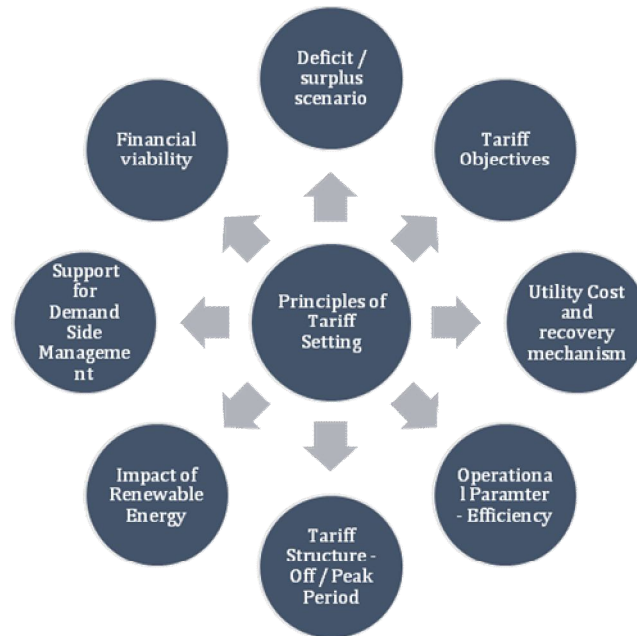 Deficit /
surplus
scenario
Tariff
Objectives
Utility Cost
and
recovery
mechanism
Operationa
l Paramter
- Efficiency
Tariff
Structure -
Off / Peak
Period
Impact of
Renewable
Energy
Support
for
Demand
Side
Manageme
nt
Financial
viability
Principles of
Tariff
Setting